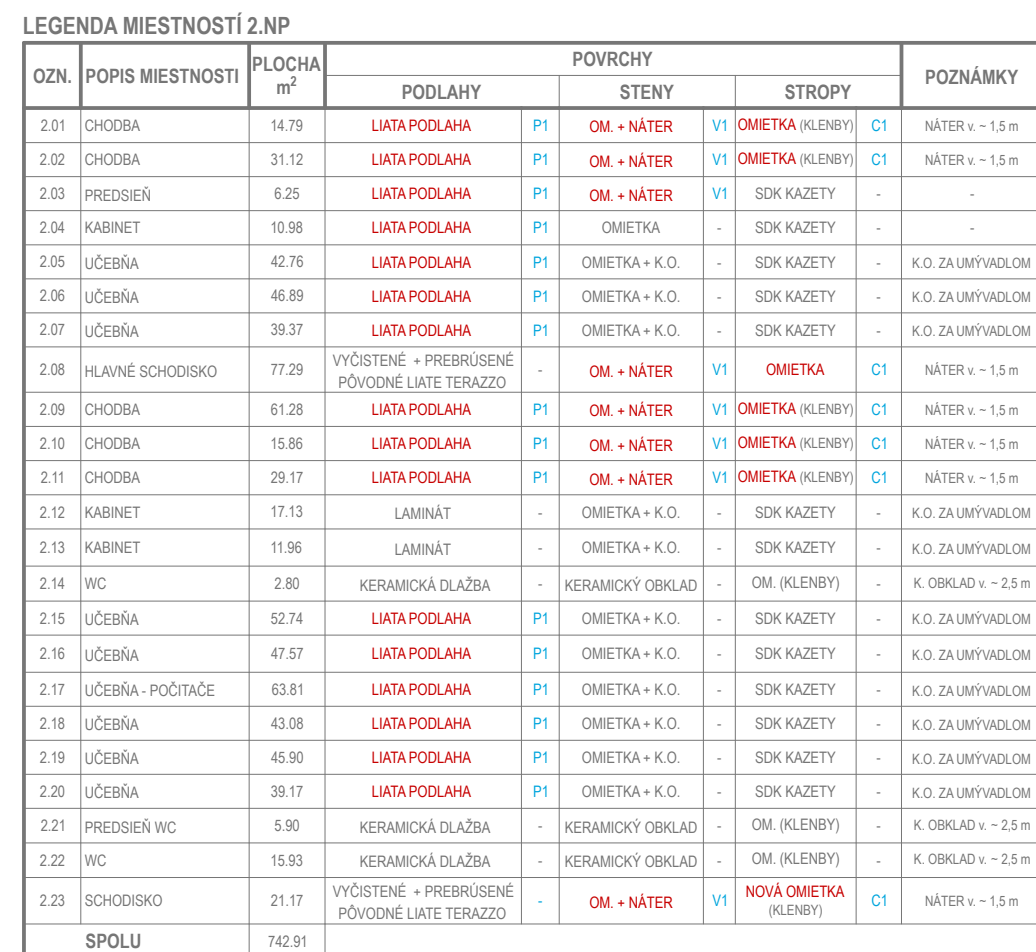 LEGENDA MIESTNOSTÍ 2.NP
OZN. POPIS MIESTNOSTI PLOCHA m² POVRCHY POZNÁMKY
PODLAHY STENY STROPY
2.01 CHODBA 14.79 LIATA PODLAHA P1 OM. + NÁTER V1 OMIETKA (KLENBY) C1 NÁTER v. ~ 1,5 m
2.02 CHODBA 31.12 LIATA PODLAHA P1 OM. + NÁTER V1 OMIETKA (KLENBY) C1 NÁTER v. ~ 1,5 m
2.03 PREDSIEŇ 6.25 LIATA PODLAHA P1 OM. + NÁTER V1 SDK KAZETY - -
2.04 KABINET 10.98 LIATA PODLAHA P1 OMIETKA - SDK KAZETY - -
2.05 UČEBŇA 42.76 LIATA PODLAHA P1 OMIETKA + K.O. - SDK KAZETY - K.O. ZA UMÝVADLOM
2.06 UČEBŇA 46.89 LIATA PODLAHA P1 OMIETKA + K.O. - SDK KAZETY - K.O. ZA UMÝVADLOM
2.07 UČEBŇA 39.37 LIATA PODLAHA P1 OMIETKA + K.O. - SDK KAZETY - K.O. ZA UMÝVADLOM
2.08 HLAVNÉ SCHODISKO 77.29 VYČISTENÉ + PREBRÚSENÉ - OM. + NÁTER V1 OMIETKA C1 NÁTER v. ~ 1,5 m
PÔVODNÉ LIATE TERAZZO
2.09 CHODBA 61.28 LIATA PODLAHA P1 OM. + NÁTER V1 OMIETKA (KLENBY) C1 NÁTER v. ~ 1,5 m
2.10 CHODBA 15.86 LIATA PODLAHA P1 OM. + NÁTER V1 OMIETKA (KLENBY) C1 NÁTER v. ~ 1,5 m
2.11 CHODBA 29.17 LIATA PODLAHA P1 OM. + NÁTER V1 OMIETKA (KLENBY) C1 NÁTER v. ~ 1,5 m
2.12 KABINET 17.13 LAMINÁT - OMIETKA + K.O. - SDK KAZETY - K.O. ZA UMÝVADLOM
2.13 KABINET 11.96 LAMINÁT - OMIETKA + K.O. - SDK KAZETY - K.O. ZA UMÝVADLOM
2.14 WC 2.80 KERAMICKÁ DLAŽBA - KERAMICKÝ OBKLAD - OM. (KLENBY) - K. OBKLAD v. ~ 2,5 m
2.15 UČEBŇA 52.74 LIATA PODLAHA P1 OMIETKA + K.O. - SDK KAZETY - K.O. ZA UMÝVADLOM
2.16 UČEBŇA 47.57 LIATA PODLAHA P1 OMIETKA + K.O. - SDK KAZETY - K.O. ZA UMÝVADLOM
2.17 UČEBŇA - POČITAČE 63.81 LIATA PODLAHA P1 OMIETKA + K.O. - SDK KAZETY - K.O. ZA UMÝVADLOM
2.18 UČEBŇA 43.08 LIATA PODLAHA P1 OMIETKA + K.O. - SDK KAZETY - K.O. ZA UMÝVADLOM
2.19 UČEBŇA 45.90 LIATA PODLAHA P1 OMIETKA + K.O. - SDK KAZETY - K.O. ZA UMÝVADLOM
2.20 UČEBŇA 39.17 LIATA PODLAHA P1 OMIETKA + K.O. - SDK KAZETY - K.O. ZA UMÝVADLOM
2.21 PREDSIEŇ WC 5.90 KERAMICKÁ DLAŽBA - KERAMICKÝ OBKLAD - OM. (KLENBY) - K. OBKLAD v. ~ 2,5 m
2.22 WC 15.93 KERAMICKÁ DLAŽBA - KERAMICKÝ OBKLAD - OM. (KLENBY) - K. OBKLAD v. ~ 2,5 m
2.23 SCHODISKO 21.17 VYČISTENÉ + PREBRÚSENÉ - OM. + NÁTER V1 NOVÁ OMIETKA C1 NÁTER v. ~ 1,5 m
PÔVODNÉ LIATE TERAZZO (KLENBY)
SPOLU 742.91